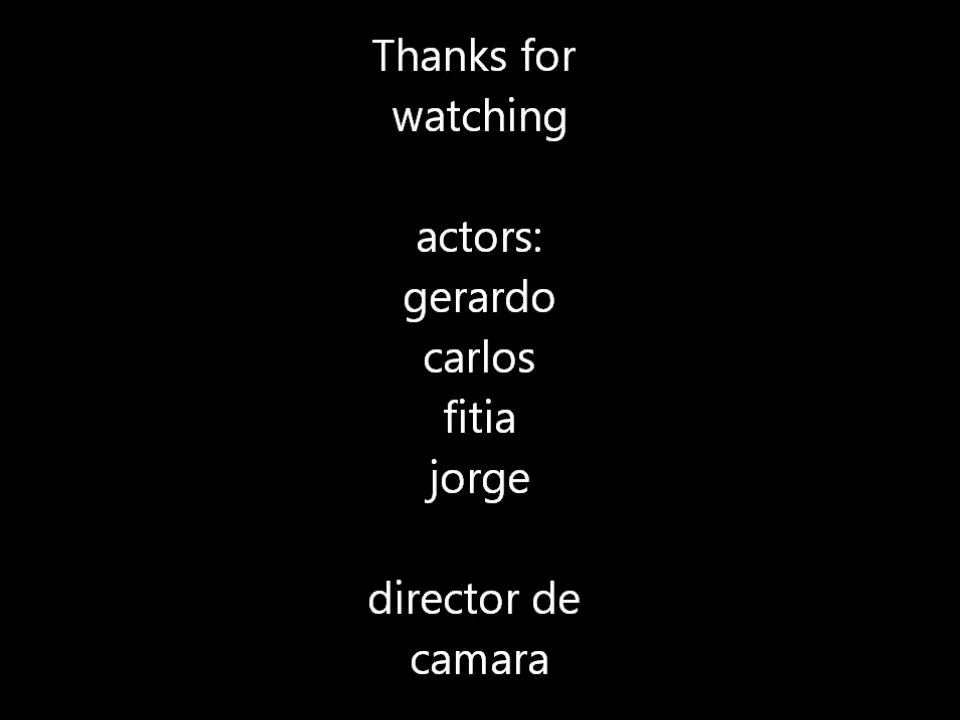 Thanks for
watching
actors:
gerardo
carlos
fitia
jorge
director de
camara